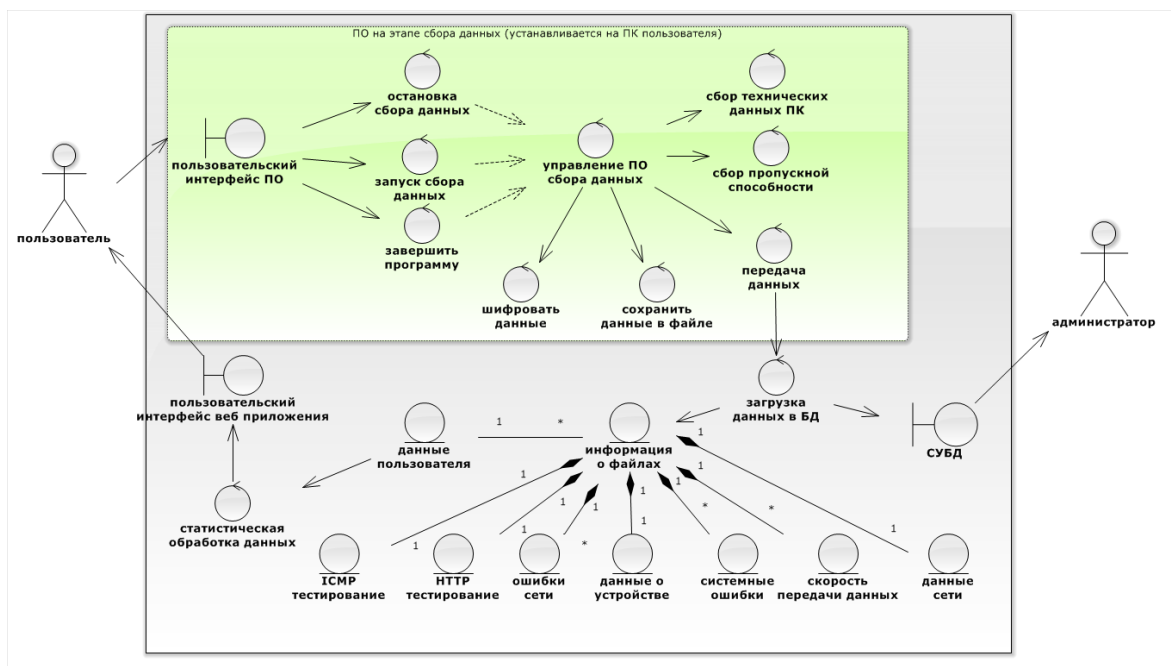 ПО на этапе сбора данных (устанавливается на ПК пользователя)
остановка
сбора данных
сбор технических
данных ПК
пользовательский
интерфейс ПО
запуск сбора
данных
управление ПО
сбора данных
сбор пропускной
способности
пользователь
завершить
программу
передача
данных
шифровать
данные
сохранить
данные в файле
администратор
пользовательский
интерфейс веб приложения
загрузка
данных в БД
данные
пользователя
1
*
информация
о файлах
1
СУБД
статистическая
обработка данных
1
1
1
1
1
1
1
1
1
*
1
*
*
1
ICMP
тестирование
HTTP
тестирование
ошибки
сети
данные о
устройстве
системные
ошибки
скорость
передачи данных
данные
сети